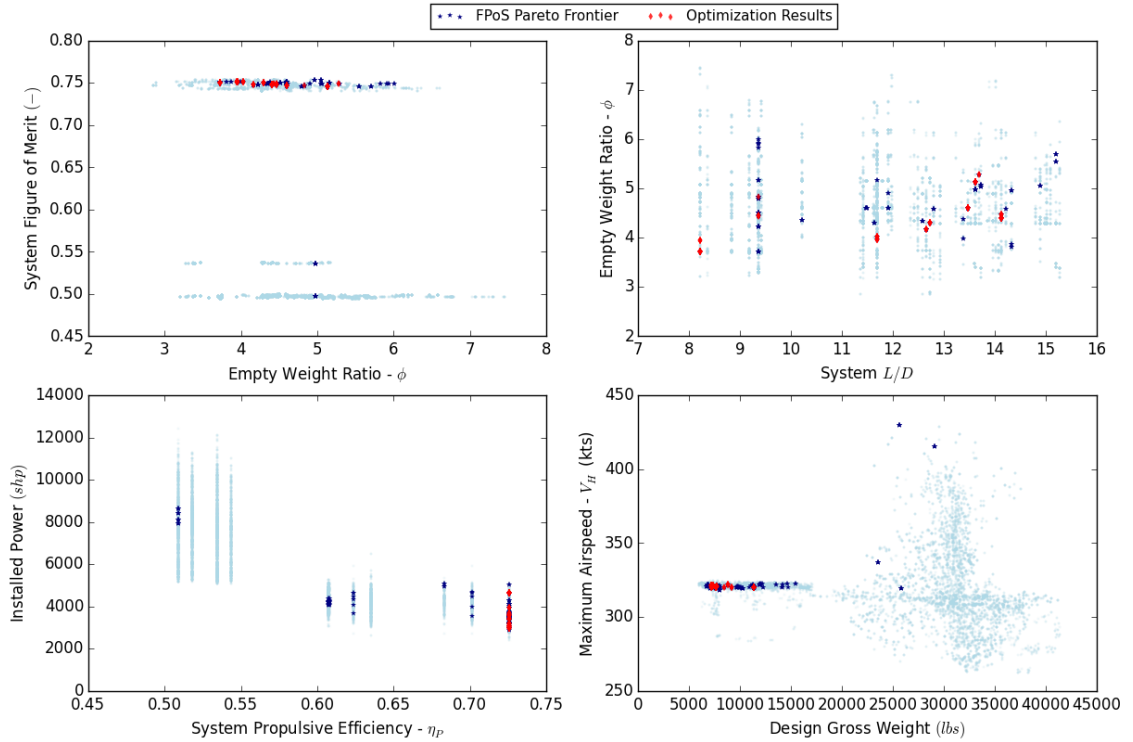 FPoS Pareto Frontier Optimization Results
0.80
0.75
0.70
0.65
0.60
0.55
0.50
0.45
System Figure of Merit (−)
2 3 4 5 6 7 8
Empty Weight Ratio - ϕ
8
7
6
5
4
3
2
Empty Weight Ratio - ϕ
7 8 9 10 11 12 13 14 15 16
System L/D
14000
12000
10000
8000
6000
4000
2000
0
Installed Power (shp)
0.45 0.50 0.55 0.60 0.65 0.70 0.75
System Propulsive Efficiency - η_P
450
400
350
300
250
Maximum Airspeed - V_H (kts)
0 5000 10000 15000 20000 25000 30000 35000 40000 45000
Design Gross Weight (lbs)